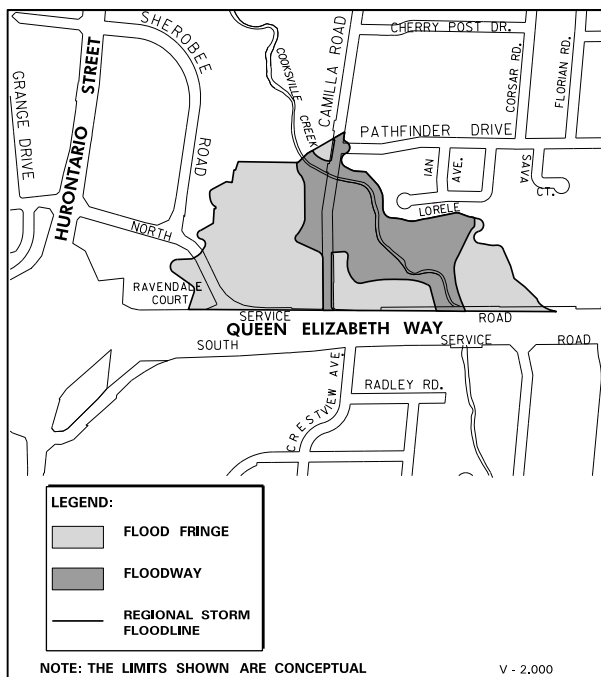 CHERRY POST DR.
SHEROBEE
ROAD
GRANGE DRIVE
HURONTARIO STREET
COOKSVILLE CREEK
CAMILLA ROAD
CORSAR RD.
FLORIAN RD.
PATHFINDER DRIVE
IAN AVE.
SAVA CT.
LORELE
NORTH
RAVENDALE
COURT
SERVICE
ROAD
QUEEN ELIZABETH WAY
SOUTH
SERVICE
ROAD
CRESTVIEW AVE.
RADLEY RD.
LEGEND:
FLOOD FRINGE
FLOODWAY
REGIONAL STORM
FLOODLINE
NOTE: THE LIMITS SHOWN ARE CONCEPTUAL
V - 2.000